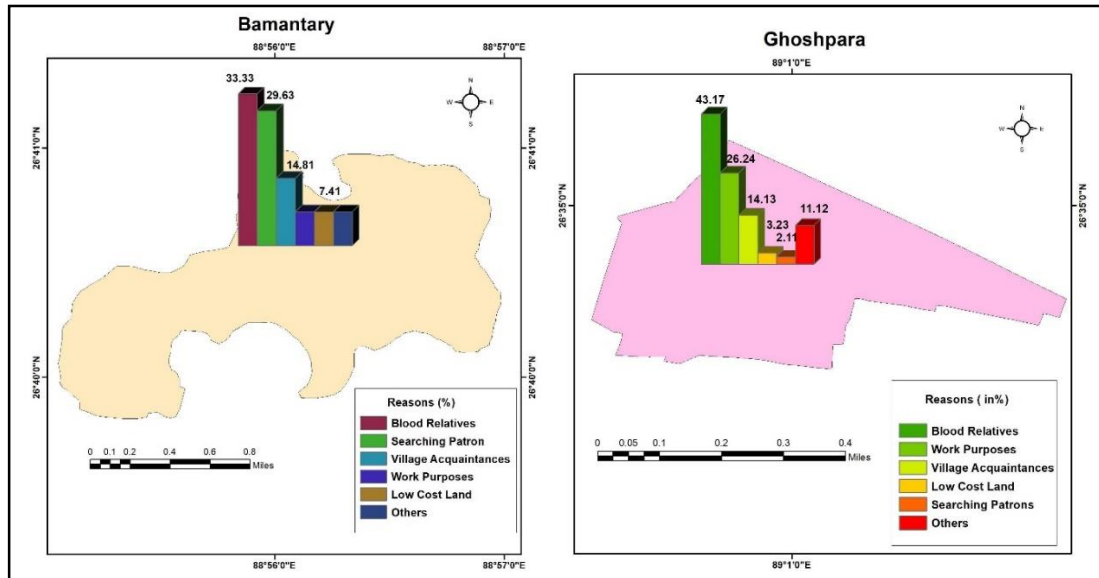 Bamantary
88°56'0"E
88°57'0"E
33.33
29.63
14.81
7.41
N
W
E
S
26°41'0"N
26°41'0"N
26°40'0"N
26°40'0"N
0 0.1 0.2 0.4 0.6 0.8
Miles
Reasons (%)
Blood Relatives
Searching Patron
Village Acquaintances
Work Purposes
Low Cost Land
Others
88°56'0"E
88°57'0"E
Ghoshpara
89°1'0"E
43.17
26.24
14.13
3.23
2.11
11.12
N
W
E
S
26°35'0"N
26°35'0"N
0 0.05 0.1 0.2 0.3 0.4
Miles
Reasons ( in%)
Blood Relatives
Work Purposes
Village Acquaintances
Low Cost Land
Searching Patrons
Others
89°1'0"E